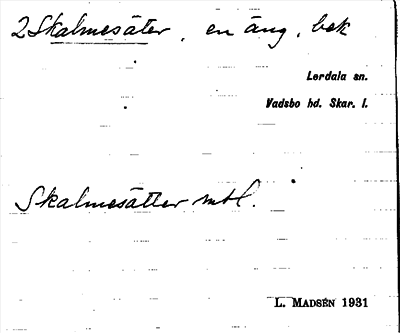 2 Skalmesäter, en äng, bek
Lerdala sn.
Vadsbo hd. Skar. l.
Skalmesätter mtl.
L. MADSÉN 1931